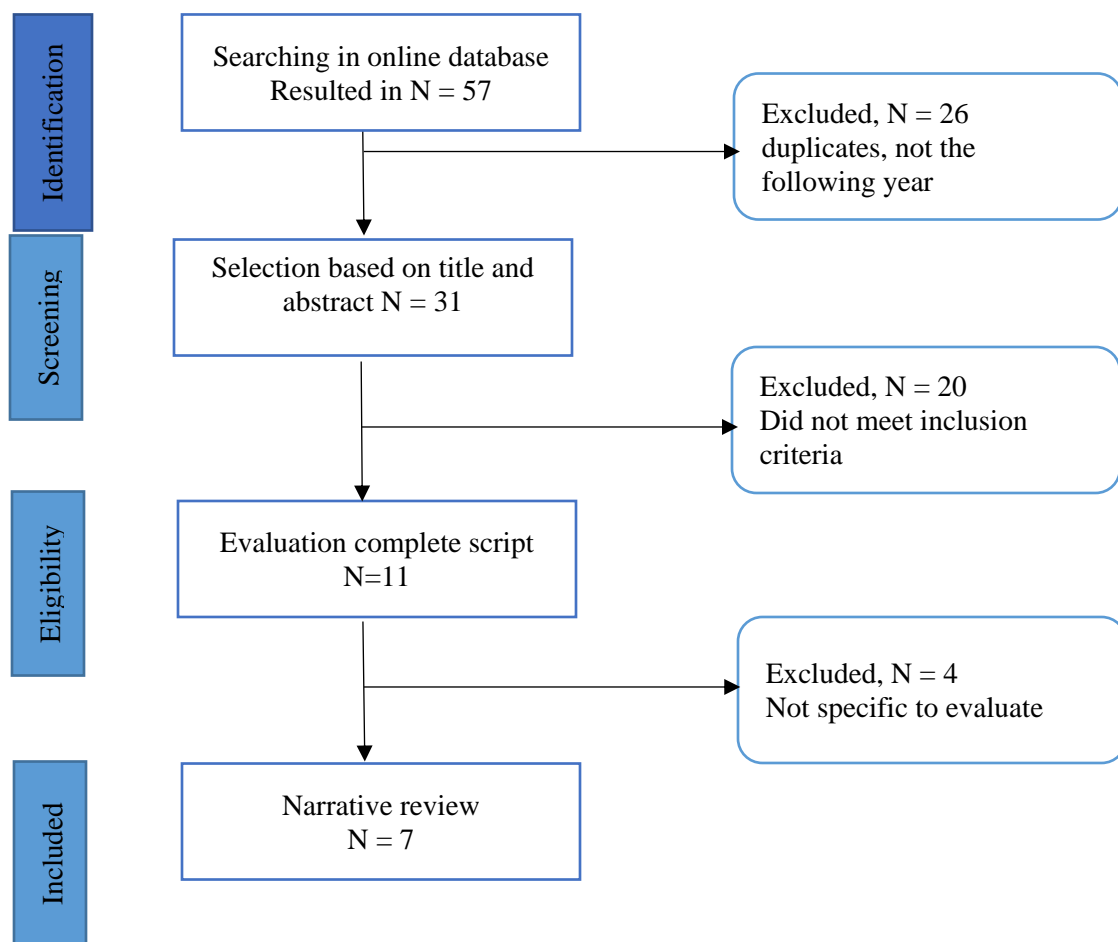 Identification
Searching in online database
Resulted in N = 57
Excluded, N = 26
duplicates, not the
following year
Screening
Selection based on title and
abstract N = 31
Excluded, N = 20
Did not meet inclusion
criteria
Eligibility
Evaluation complete script
N=11
Excluded, N = 4
Not specific to evaluate
Included
Narrative review
N = 7